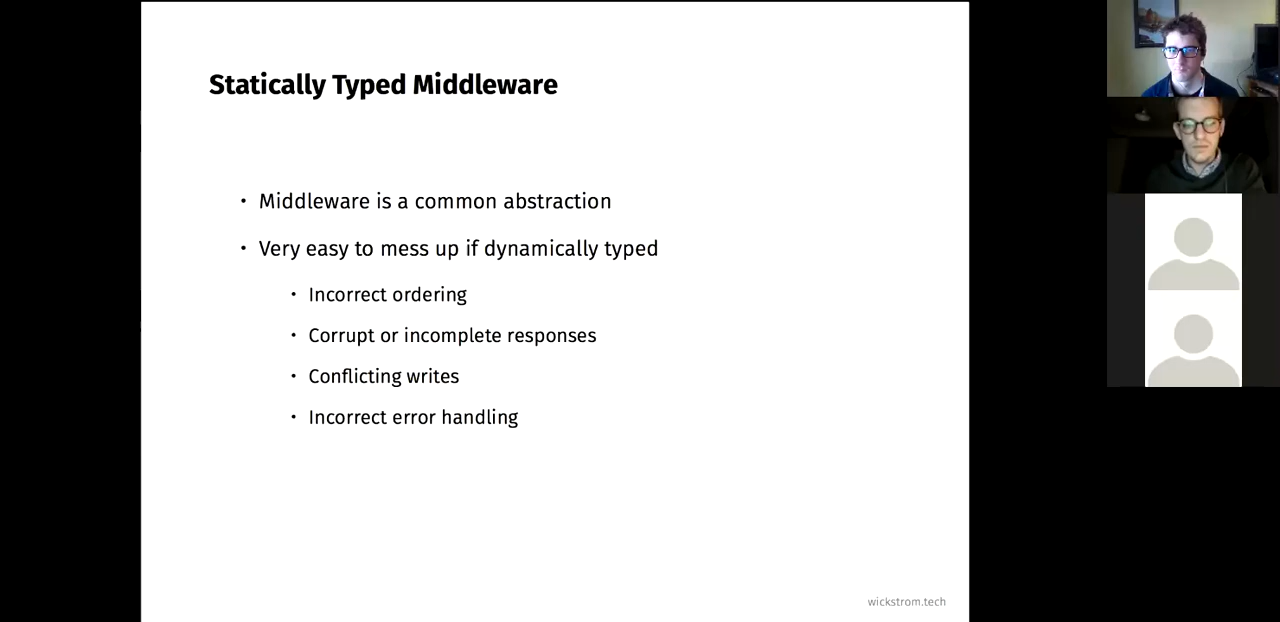 Statically Typed Middleware
• Middleware is a common abstraction
• Very easy to mess up if dynamically typed
• Incorrect ordering
• Corrupt or incomplete responses
• Conflicting writes
• Incorrect error handling
wickstrom.tech